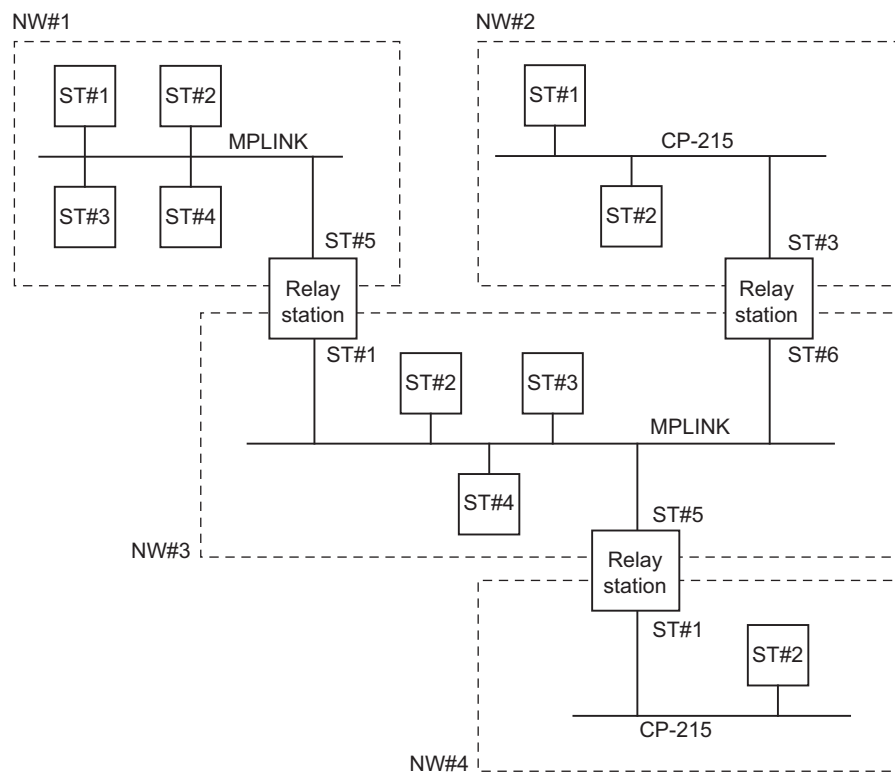 NW#1
NW#2
ST#1
ST#2
MPLINK
ST#3
ST#4
ST#5
ST#1
CP-215
ST#2
ST#3
Relay
station
Relay
station
ST#1
ST#6
ST#2
ST#3
MPLINK
ST#4
ST#5
NW#3
Relay
station
ST#1
ST#2
CP-215
NW#4